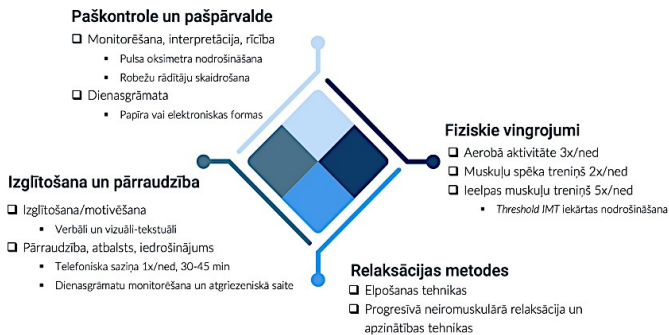 Paškontrole un pašpārvalde
❑ Monitorēšana, interpretācija, rīcība
▪ Pulsa oksimetra nodrošināšana
▪ Robežu rādītāju skaidrošana
❑ Dienasgrāmata
▪ Papīra vai elektroniskas formas
Fiziskie vingrojumi
❑ Aerobā aktivitāte 3x/ned
❑ Muskuļu spēka treniņš 2x/ned
❑ Ieelpas muskuļu treniņš 5x/ned
▪ Threshold IMT iekārtas nodrošināšana
Izglītošana un pārraudzība
❑ Izglītošana/motivēšana
▪ Verbāli un vizuāli-tekstuāli
❑ Pārraudzība, atbalsts, iedrošinājums
▪ Telefoniska saziņa 1x/ned, 30-45 min
▪ Dienasgrāmatu monitorēšana un atgriezeniskā saite
Relaksācijas metodes
❑ Elpošanas tehnikas
❑ Progresīvā neiromuskulārā relaksācija un
apzinātības tehnikas